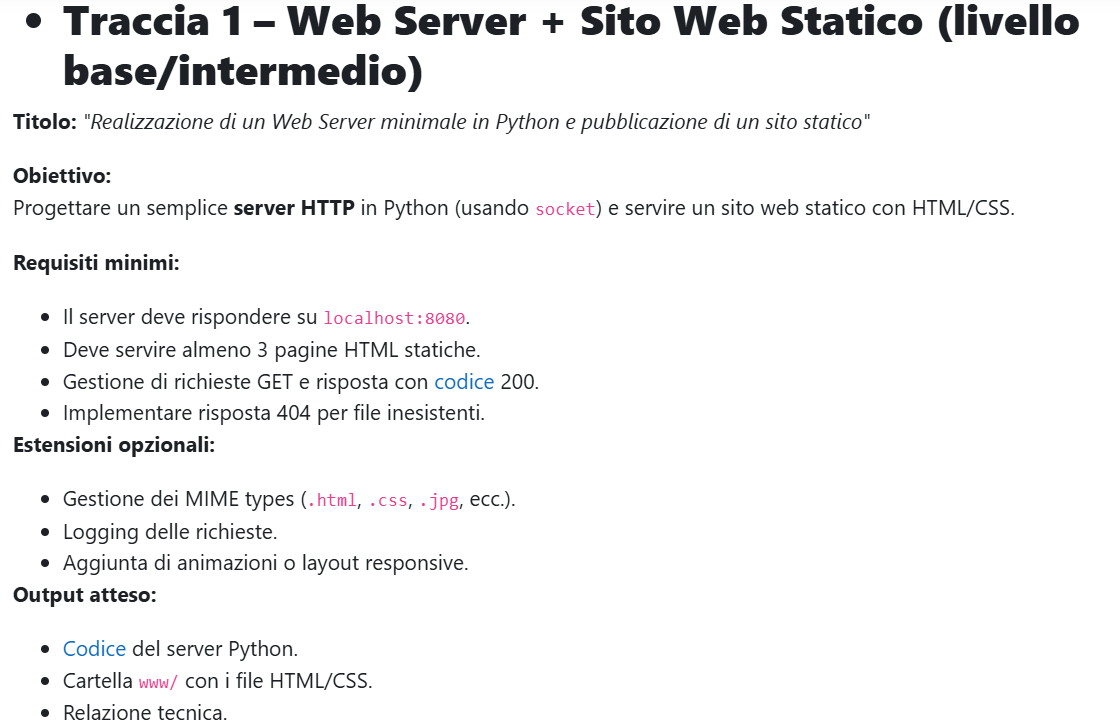 • Traccia 1 – Web Server + Sito Web Statico (livello
base/intermedio)
Titolo: "Realizzazione di un Web Server minimale in Python e pubblicazione di un sito statico"
Obiettivo:
Progettare un semplice server HTTP in Python (usando socket) e servire un sito web statico con HTML/CSS.
Requisiti minimi:
• Il server deve rispondere su localhost:8080.
• Deve servire almeno 3 pagine HTML statiche.
• Gestione di richieste GET e risposta con codice 200.
• Implementare risposta 404 per file inesistenti.
Estensioni opzionali:
• Gestione dei MIME types (.html, .css, .jpg, ecc.).
• Logging delle richieste.
• Aggiunta di animazioni o layout responsive.
Output atteso:
• Codice del server Python.
• Cartella www/ con i file HTML/CSS.
• Relazione tecnica.